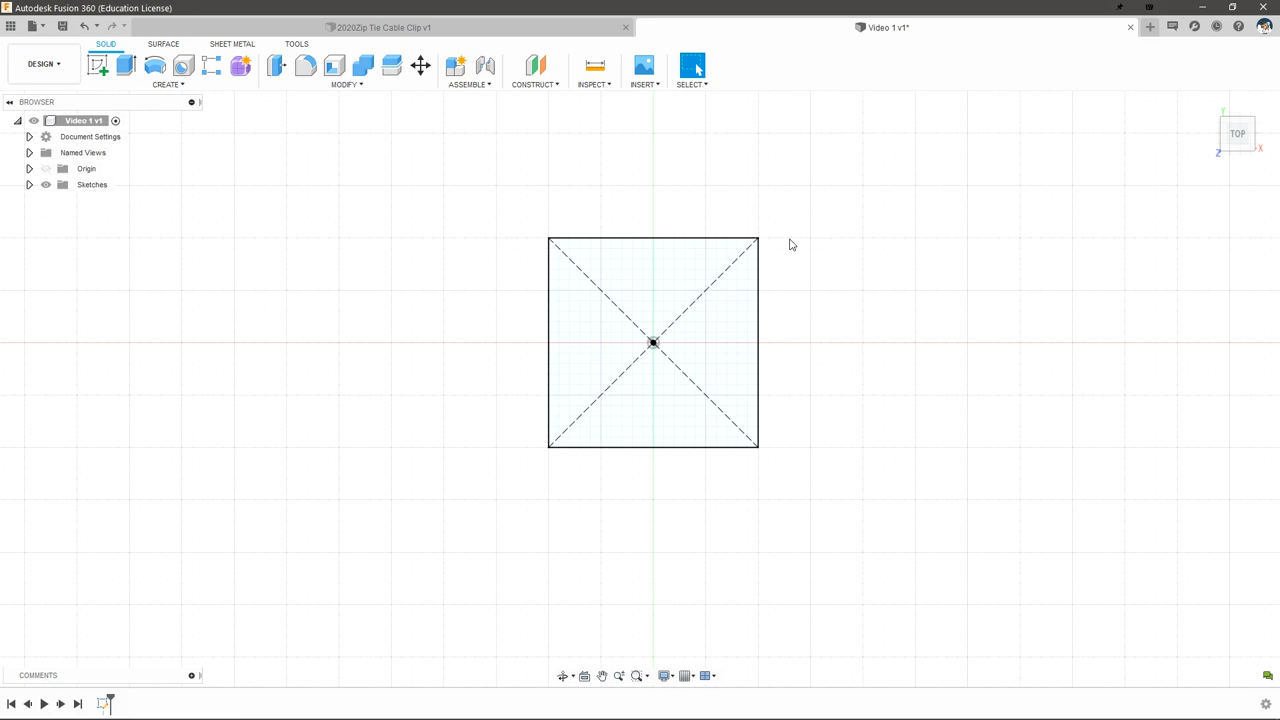 Autodesk Fusion 360 (Education License)
2020Zip Tie Cable Clip v1
Video 1 v1*
SOLID SURFACE SHEET METAL TOOLS
DESIGN
CREATE MODIFY ASSEMBLE CONSTRUCT INSPECT INSERT SELECT
BROWSER
Video 1 v1
Document Settings
Named Views
Origin
Sketches
Y
TOP
Z
X
COMMENTS